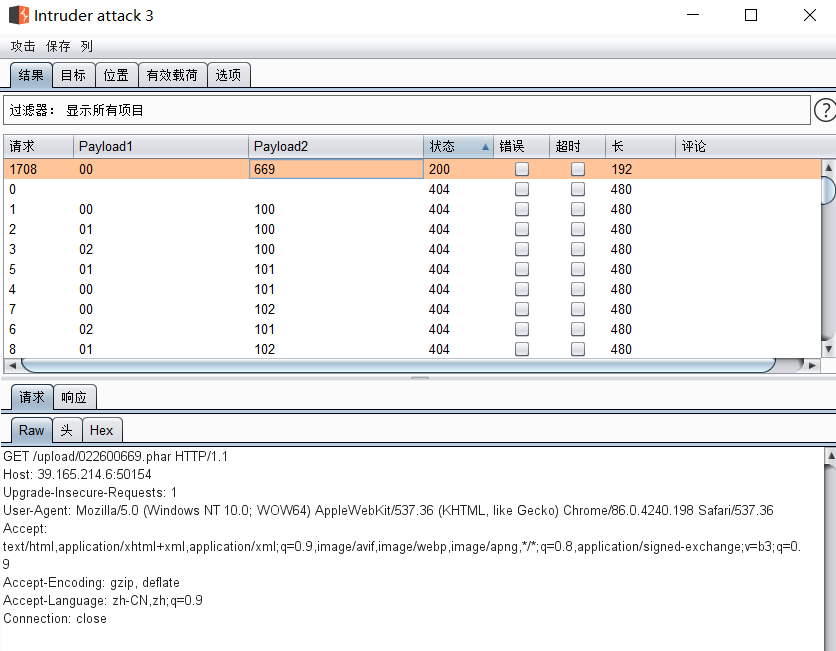 Intruder attack 3
攻击 保存 列
结果 目标 位置 有效载荷 选项
过滤器： 显示所有项目 ?
请求 Payload1 Payload2 状态 错误 超时 长 评论
1708 00 669 200 192
0 404 480
1 00 100 404 480
2 01 100 404 480
3 02 100 404 480
5 01 101 404 480
4 00 101 404 480
7 00 102 404 480
6 02 101 404 480
8 01 102 404 480
请求 响应
Raw 头 Hex
GET /upload/022600669.phar HTTP/1.1
Host: 39.165.214.6:50154
Upgrade-Insecure-Requests: 1
User-Agent: Mozilla/5.0 (Windows NT 10.0; WOW64) AppleWebKit/537.36 (KHTML, like Gecko) Chrome/86.0.4240.198 Safari/537.36
Accept:
text/html,application/xhtml+xml,application/xml;q=0.9,image/avif,image/webp,image/apng,*/*;q=0.8,application/signed-exchange;v=b3;q=0.
9
Accept-Encoding: gzip, deflate
Accept-Language: zh-CN,zh;q=0.9
Connection: close